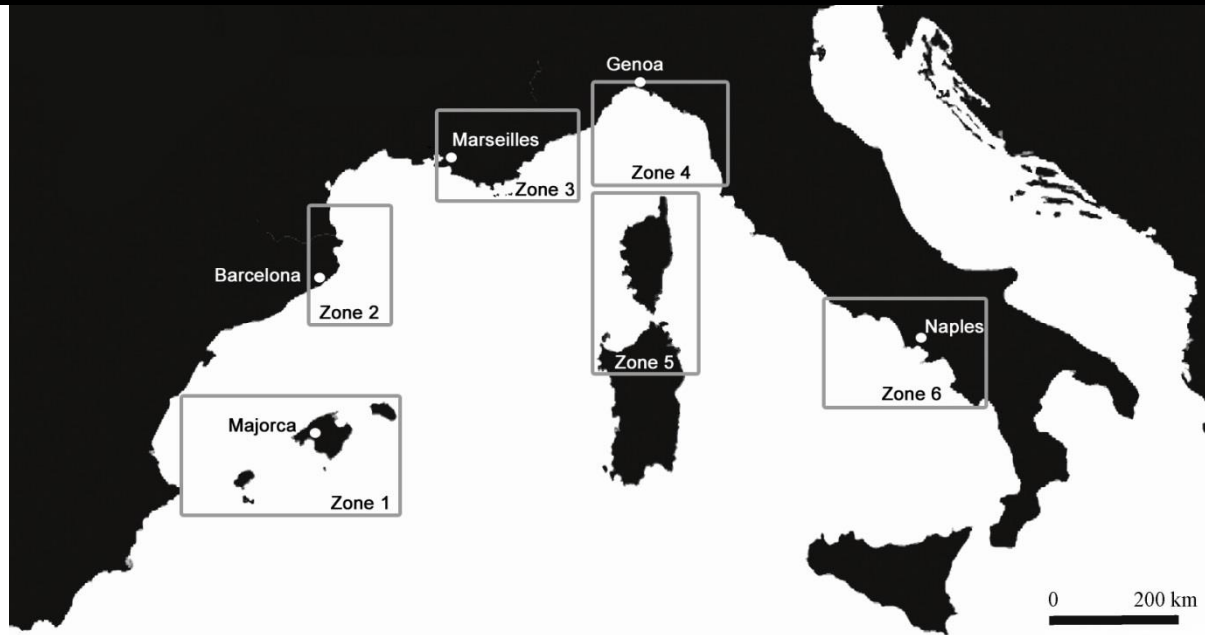 Genoa
Marseilles
Zone 3
Zone 4
Barcelona
Zone 2
Zone 5
Naples
Zone 6
Majorca
Zone 1
0 200 km